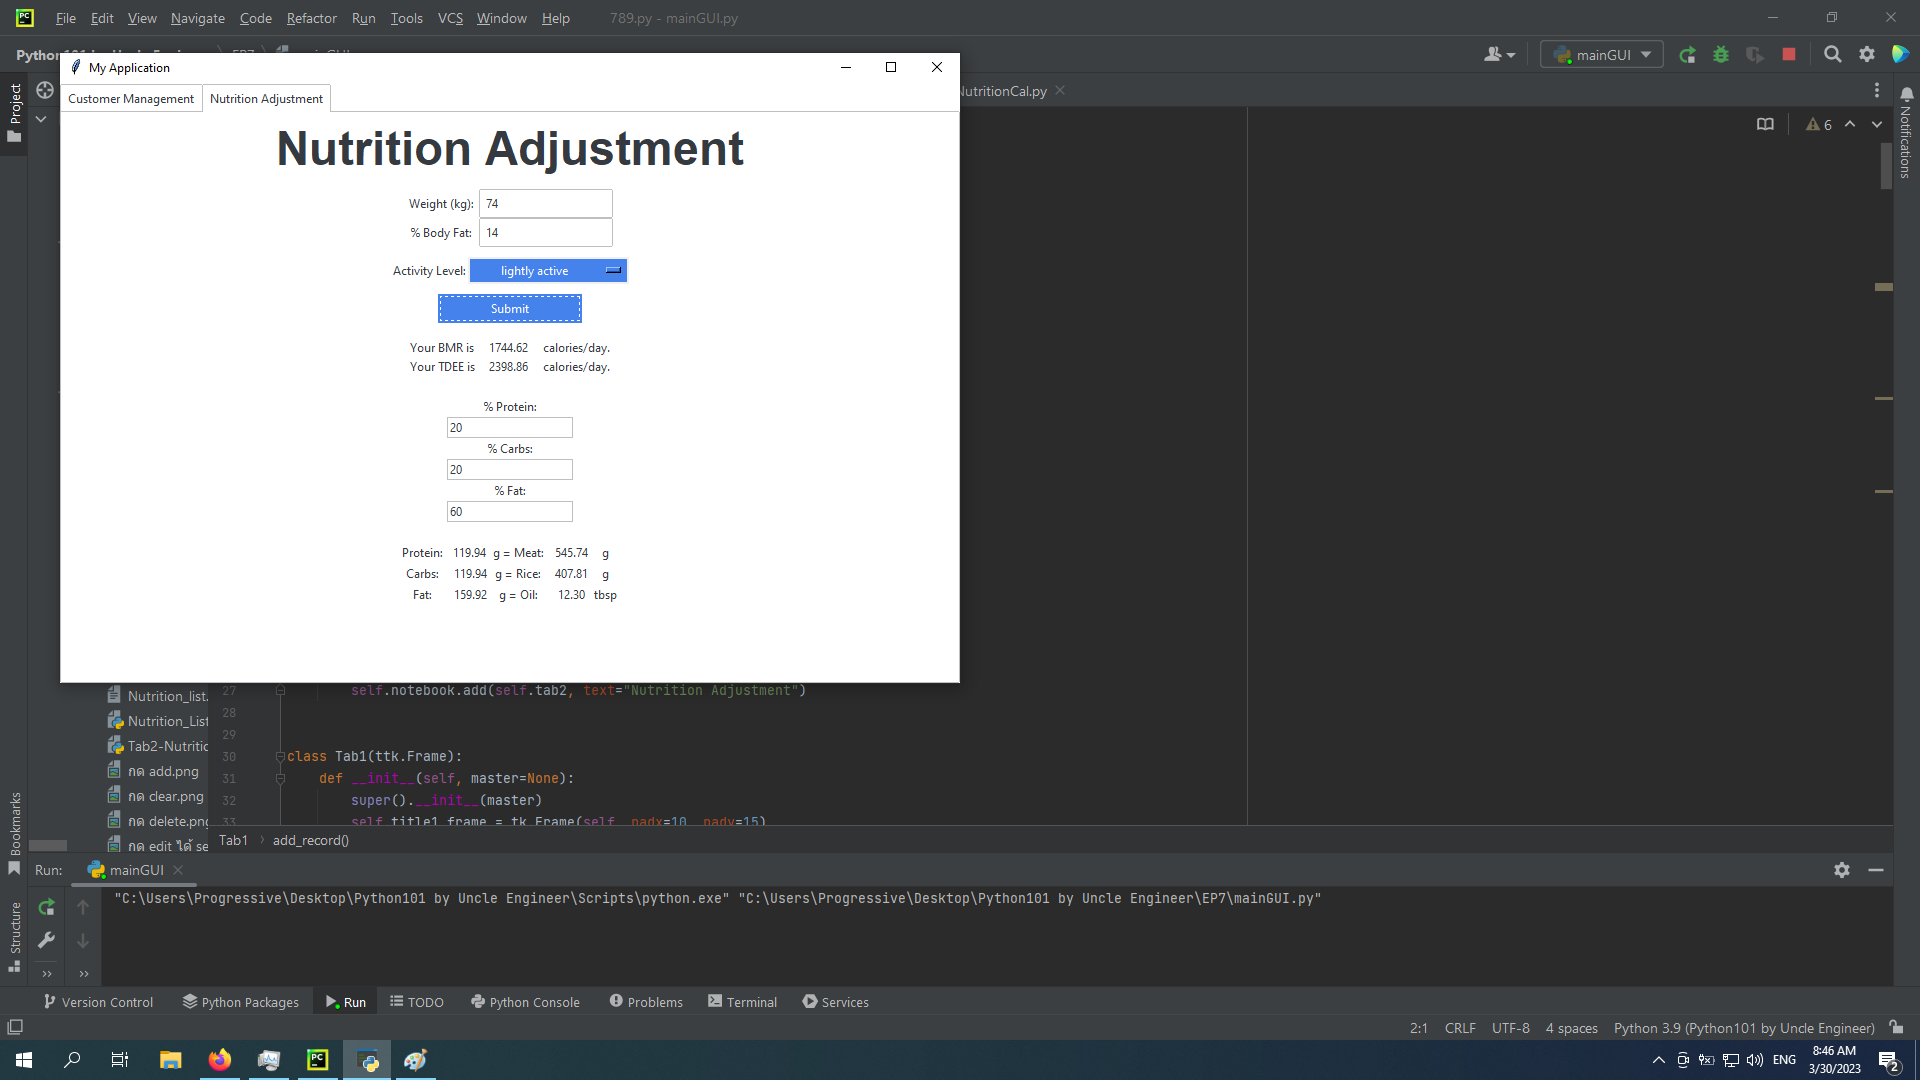 File Edit View Navigate Code Refactor Run Tools VCS Window Help 789.py - mainGUI.py
mainGUI
My Application
Customer Management Nutrition Adjustment
NutritionCal.py
6
Project
Notifications
Nutrition Adjustment
Weight (kg): 74
% Body Fat: 14
Activity Level: lightly active
Submit
Your BMR is 1744.62 calories/day.
Your TDEE is 2398.86 calories/day.
% Protein:
20
% Carbs:
20
% Fat:
60
Protein: 119.94 g = Meat: 545.74 g
Carbs: 119.94 g = Rice: 407.81 g
Fat: 159.92 g = Oil: 12.30 tbsp
Nutrition_list.
Nutrition_List
Tab2-Nutritic
กด add.png
กด clear.png
กด delete.png
กด edit ได้ se
27 self.notebook.add(self.tab2, text="Nutrition Adjustment")
28
29
30 class Tab1(ttk.Frame):
31 def __init__(self, master=None):
32 super().__init__(master)
33 self.title1_frame = tk.Frame(self, padx=10, pady=15)
Tab1 add_record()
Bookmarks
Structure
Run: mainGUI
"C:\Users\Progressive\Desktop\Python101 by Uncle Engineer\Scripts\python.exe" "C:\Users\Progressive\Desktop\Python101 by Uncle Engineer\EP7\mainGUI.py"
Version Control Python Packages Run TODO Python Console Problems Terminal Services
2:1 CRLF UTF-8 4 spaces Python 3.9 (Python101 by Uncle Engineer)
ENG
8:46 AM
3/30/2023
2